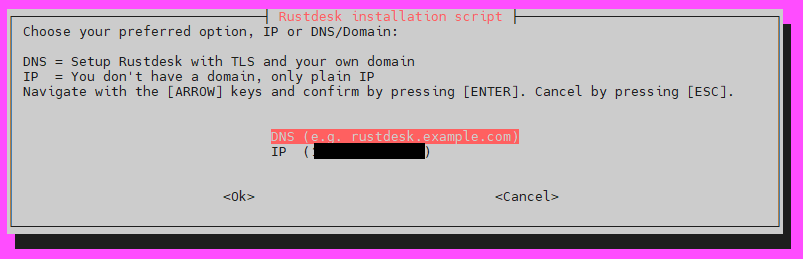 Rustdesk installation script
Choose your preferred option, IP or DNS/Domain:
DNS = Setup Rustdesk with TLS and your own domain
IP  = You don't have a domain, only plain IP
Navigate with the [ARROW] keys and confirm by pressing [ENTER]. Cancel by pressing [ESC].
DNS (e.g. rustdesk.example.com)
IP  ( )
<Ok> <Cancel>